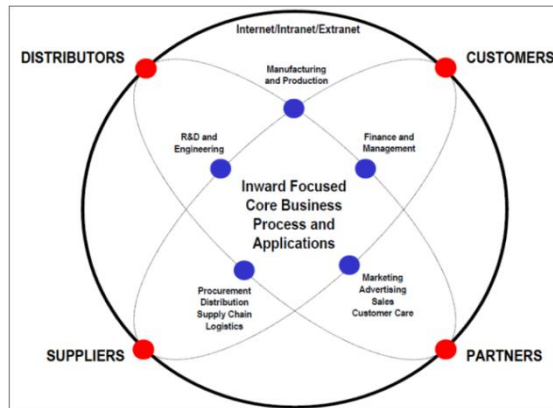 Internet/Intranet/Extranet
DISTRIBUTORS
CUSTOMERS
Manufacturing
and Production
R&D and
Engineering
Finance and
Management
Inward Focused
Core Business
Process and
Applications
Procurement
Distribution
Supply Chain
Logistics
Marketing
Advertising
Sales
Customer Care
SUPPLIERS
PARTNERS